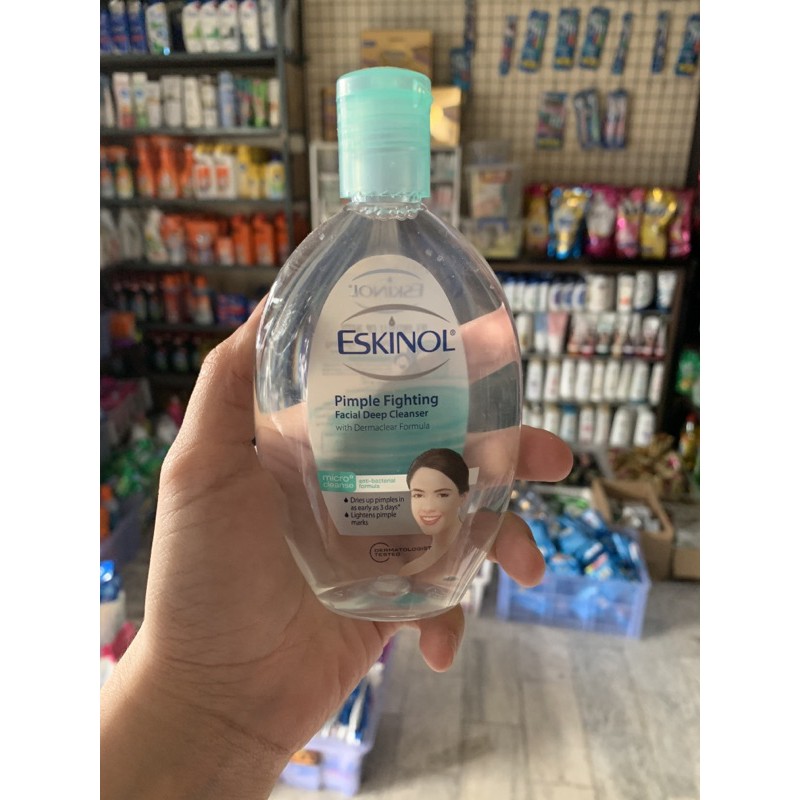 ESKINOL
ESKINOL®
Pimple Fighting
Facial Deep Cleanser
with Dermaclear Formula
micro
cleanse
anti-bacterial
formula
Dries up pimples in
as early as 3 days*
Lightens pimple
marks
DERMATOLOGIST
TESTED